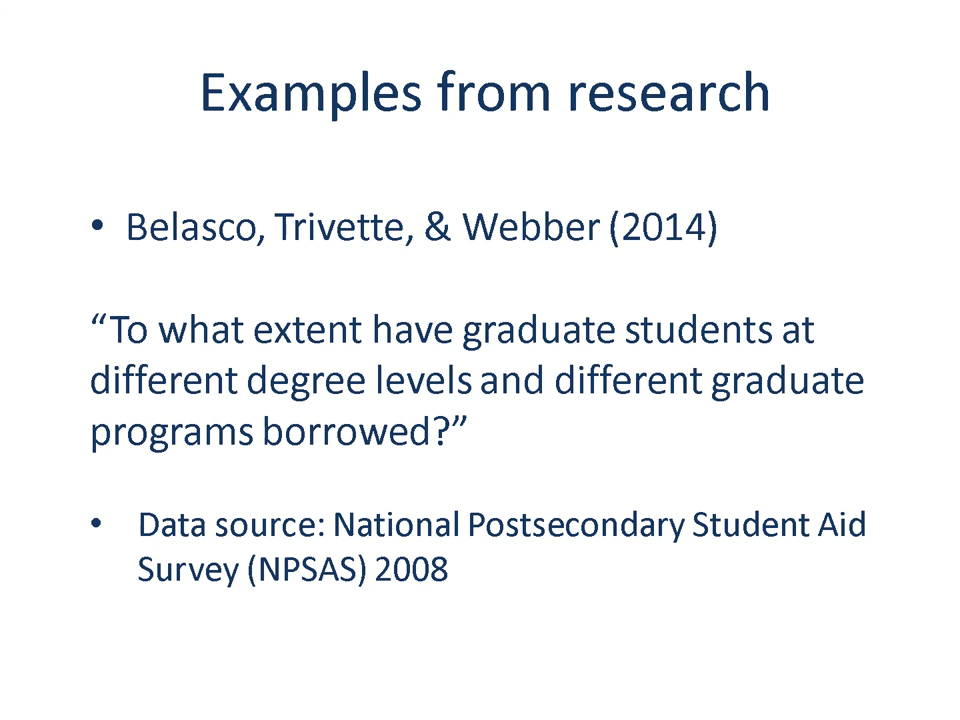 Examples from research
• Belasco, Trivette, & Webber (2014)
“To what extent have graduate students at
different degree levels and different graduate
programs borrowed?”
• Data source: National Postsecondary Student Aid
Survey (NPSAS) 2008